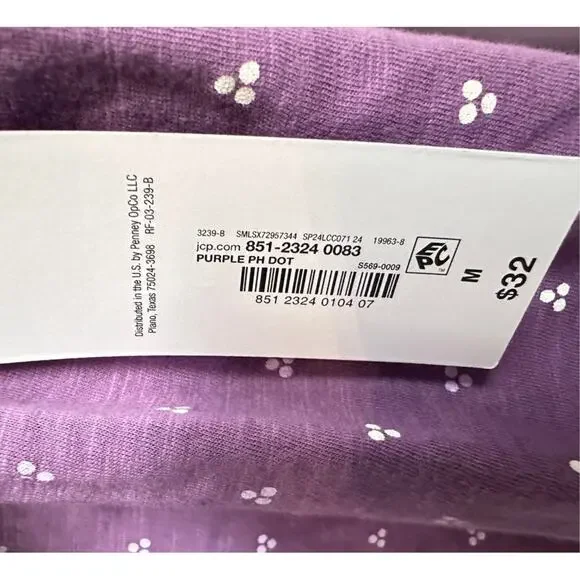 Distributed in the U.S. by Penney OpCo LLC
Plano, Texas 75024-3698 RF-03-239-B
3239-B SMLSX72957344 SP24LCC071 24 19963-8
jcp.com 851-2324 0083
PURPLE PH DOT S569-0009
851 2324 0104 07
EPC™
M
$32